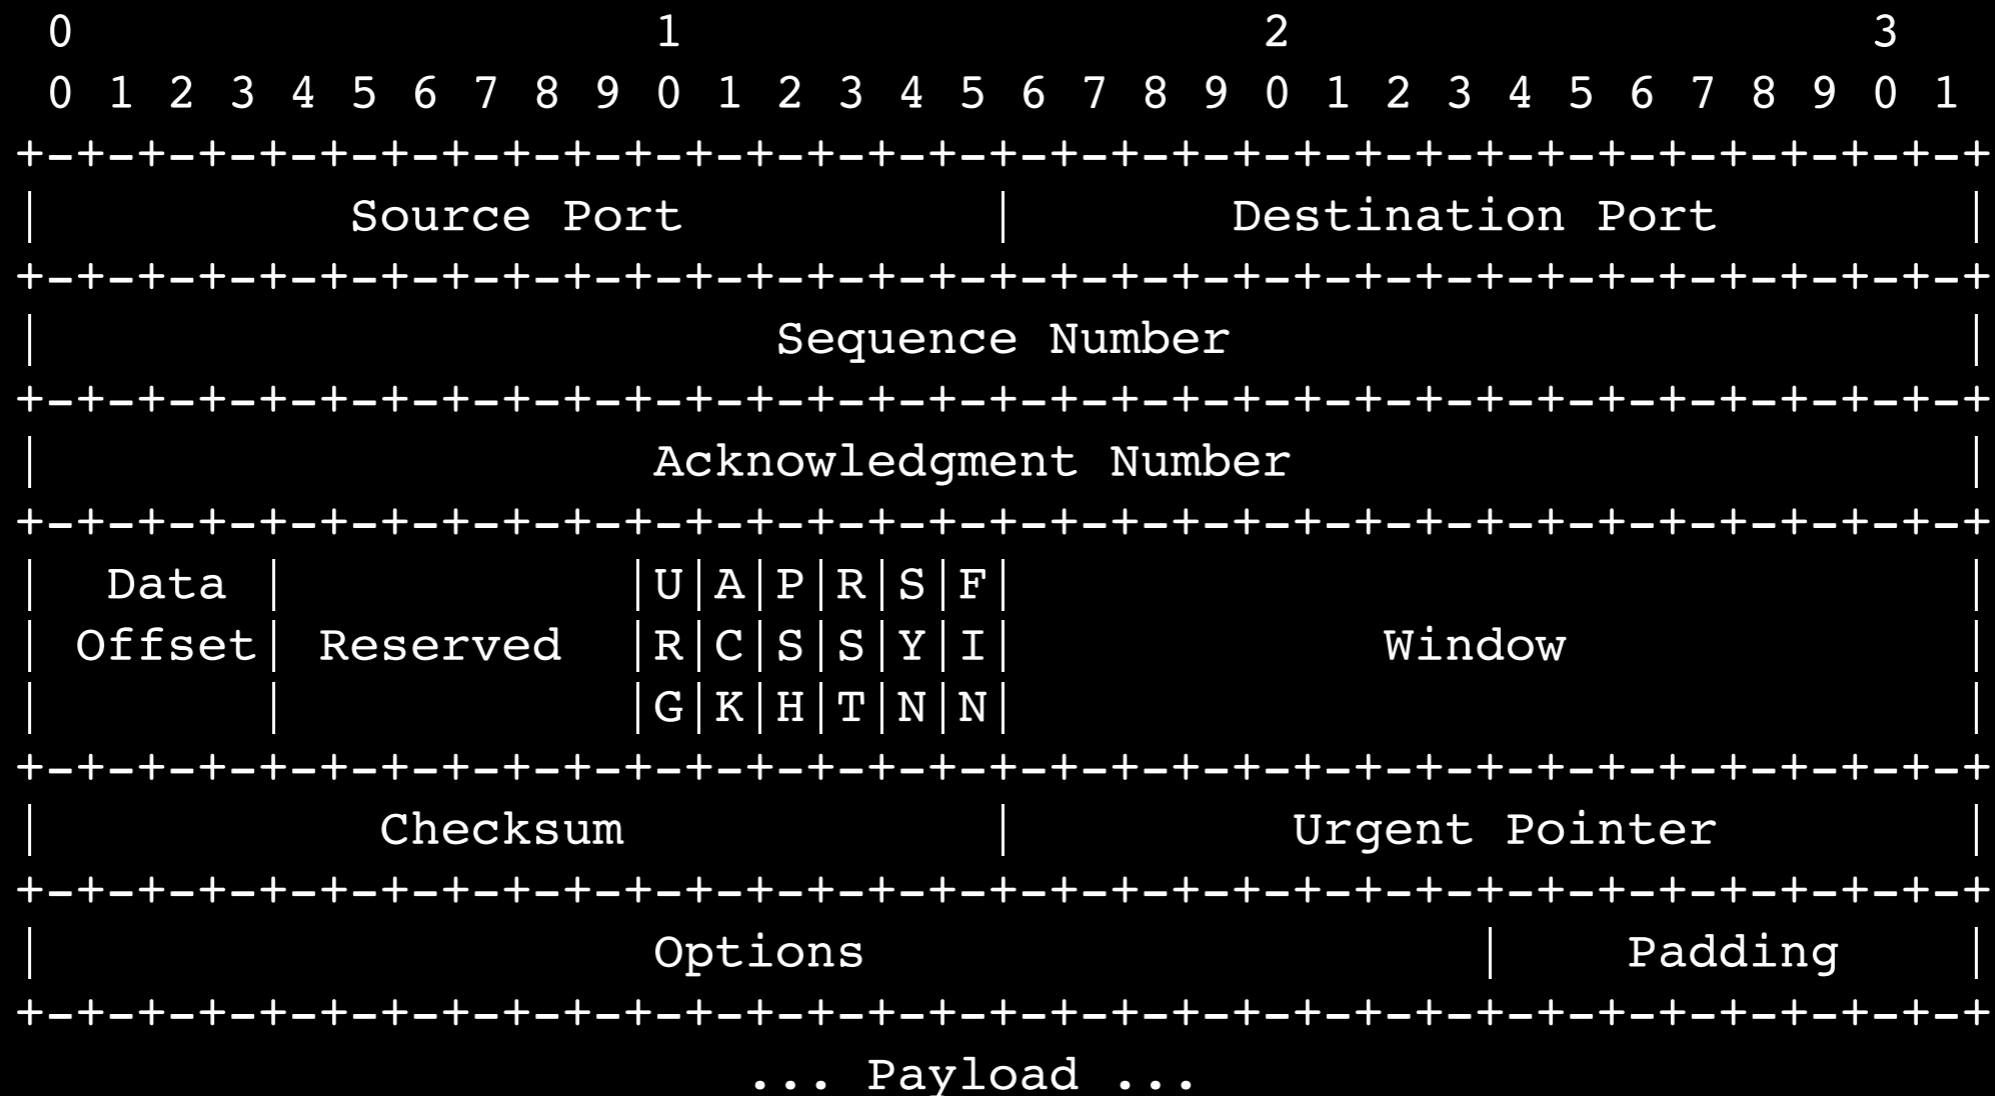 0                   1                   2                   3
 0 1 2 3 4 5 6 7 8 9 0 1 2 3 4 5 6 7 8 9 0 1 2 3 4 5 6 7 8 9 0 1
+-+-+-+-+-+-+-+-+-+-+-+-+-+-+-+-+-+-+-+-+-+-+-+-+-+-+-+-+-+-+-+-+
|          Source Port          |       Destination Port        |
+-+-+-+-+-+-+-+-+-+-+-+-+-+-+-+-+-+-+-+-+-+-+-+-+-+-+-+-+-+-+-+-+
|                        Sequence Number                        |
+-+-+-+-+-+-+-+-+-+-+-+-+-+-+-+-+-+-+-+-+-+-+-+-+-+-+-+-+-+-+-+-+
|                    Acknowledgment Number                      |
+-+-+-+-+-+-+-+-+-+-+-+-+-+-+-+-+-+-+-+-+-+-+-+-+-+-+-+-+-+-+-+-+
|  Data |           |U|A|P|R|S|F|                               |
| Offset| Reserved  |R|C|S|S|Y|I|            Window             |
|       |           |G|K|H|T|N|N|                               |
+-+-+-+-+-+-+-+-+-+-+-+-+-+-+-+-+-+-+-+-+-+-+-+-+-+-+-+-+-+-+-+-+
|           Checksum            |         Urgent Pointer        |
+-+-+-+-+-+-+-+-+-+-+-+-+-+-+-+-+-+-+-+-+-+-+-+-+-+-+-+-+-+-+-+-+
|                    Options                    |    Padding    |
+-+-+-+-+-+-+-+-+-+-+-+-+-+-+-+-+-+-+-+-+-+-+-+-+-+-+-+-+-+-+-+-+
                        ... Payload ...